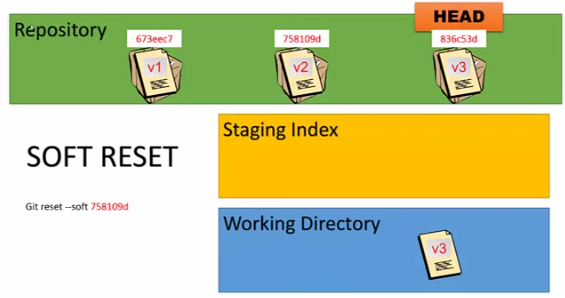 HEAD
Repository
673eec7
758109d
836c53d
v1
v2
v3
Staging Index
SOFT RESET
Git reset --soft 758109d
Working Directory
v3